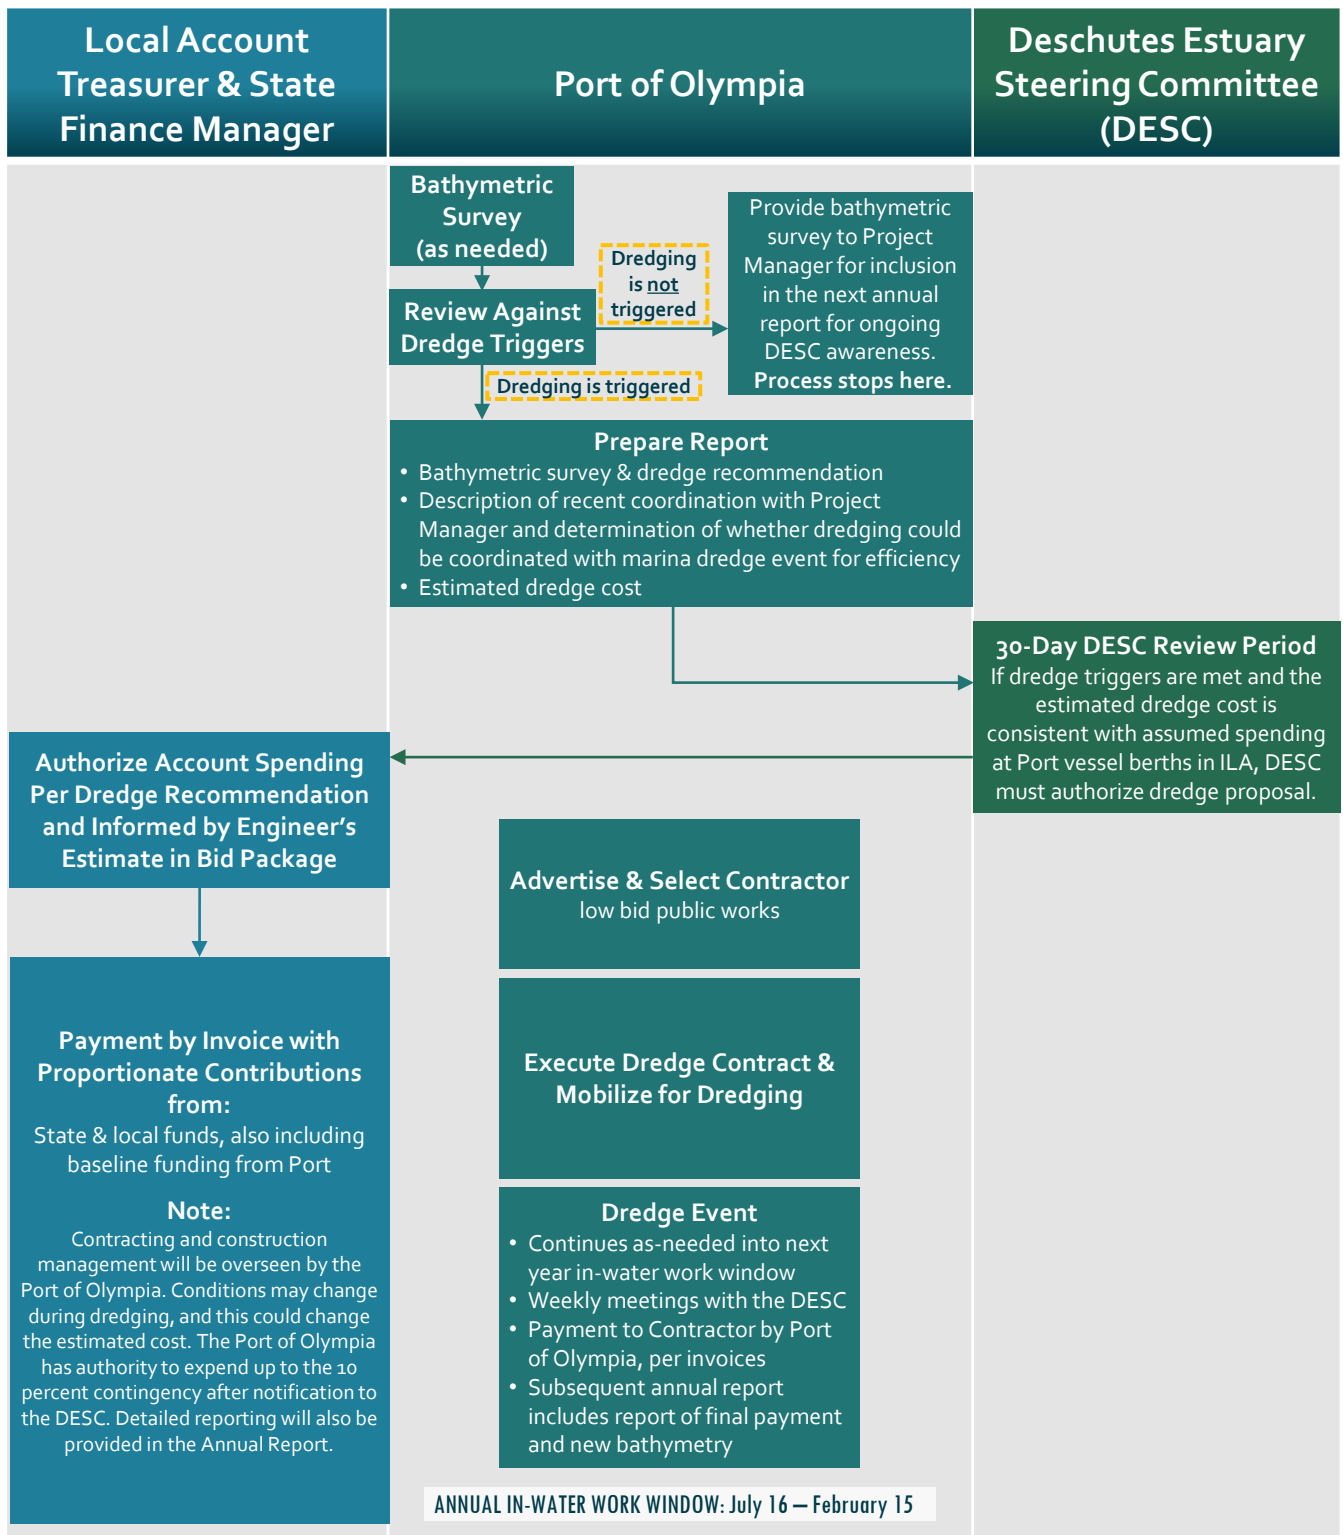 Local Account
Treasurer & State
Finance Manager
Port of Olympia
Deschutes Estuary
Steering Committee
(DESC)
Bathymetric
Survey
(as needed)
Review Against
Dredge Triggers
Dredging
is not
triggered
Provide bathymetric
survey to Project
Manager for inclusion
in the next annual
report for ongoing
DESC awareness.
Process stops here.
Dredging is triggered
Prepare Report
• Bathymetric survey & dredge recommendation
• Description of recent coordination with Project
Manager and determination of whether dredging could
be coordinated with marina dredge event for efficiency
• Estimated dredge cost
30-Day DESC Review Period
If dredge triggers are met and the
estimated dredge cost is
consistent with assumed spending
at Port vessel berths in ILA, DESC
must authorize dredge proposal.
Authorize Account Spending
Per Dredge Recommendation
and Informed by Engineer’s
Estimate in Bid Package
Advertise & Select Contractor
low bid public works
Payment by Invoice with
Proportionate Contributions
from:
State & local funds, also including
baseline funding from Port
Note:
Contracting and construction
management will be overseen by the
Port of Olympia. Conditions may change
during dredging, and this could change
the estimated cost. The Port of Olympia
has authority to expend up to the 10
percent contingency after notification to
the DESC. Detailed reporting will also be
provided in the Annual Report.
Execute Dredge Contract &
Mobilize for Dredging
Dredge Event
• Continues as-needed into next
year in-water work window
• Weekly meetings with the DESC
• Payment to Contractor by Port
of Olympia, per invoices
• Subsequent annual report
includes report of final payment
and new bathymetry
ANNUAL IN-WATER WORK WINDOW: July 16 – February 15